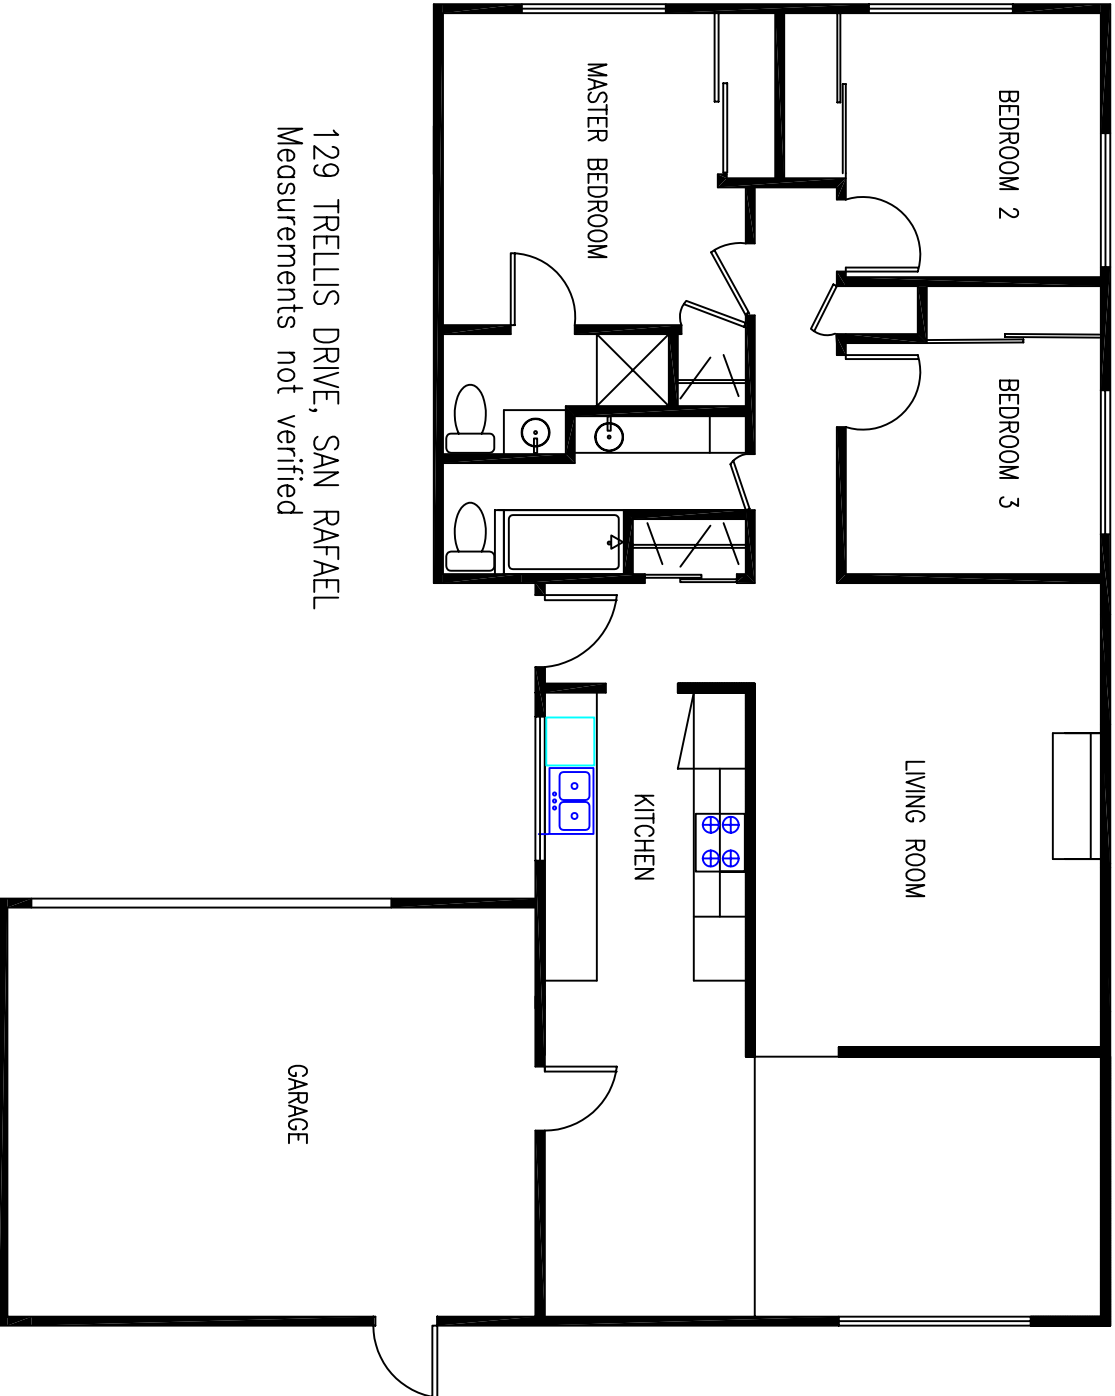 BEDROOM 2
BEDROOM 3
MASTER BEDROOM
LIVING ROOM
KITCHEN
GARAGE
129 TRELLIS DRIVE, SAN RAFAEL
Measurements not verified